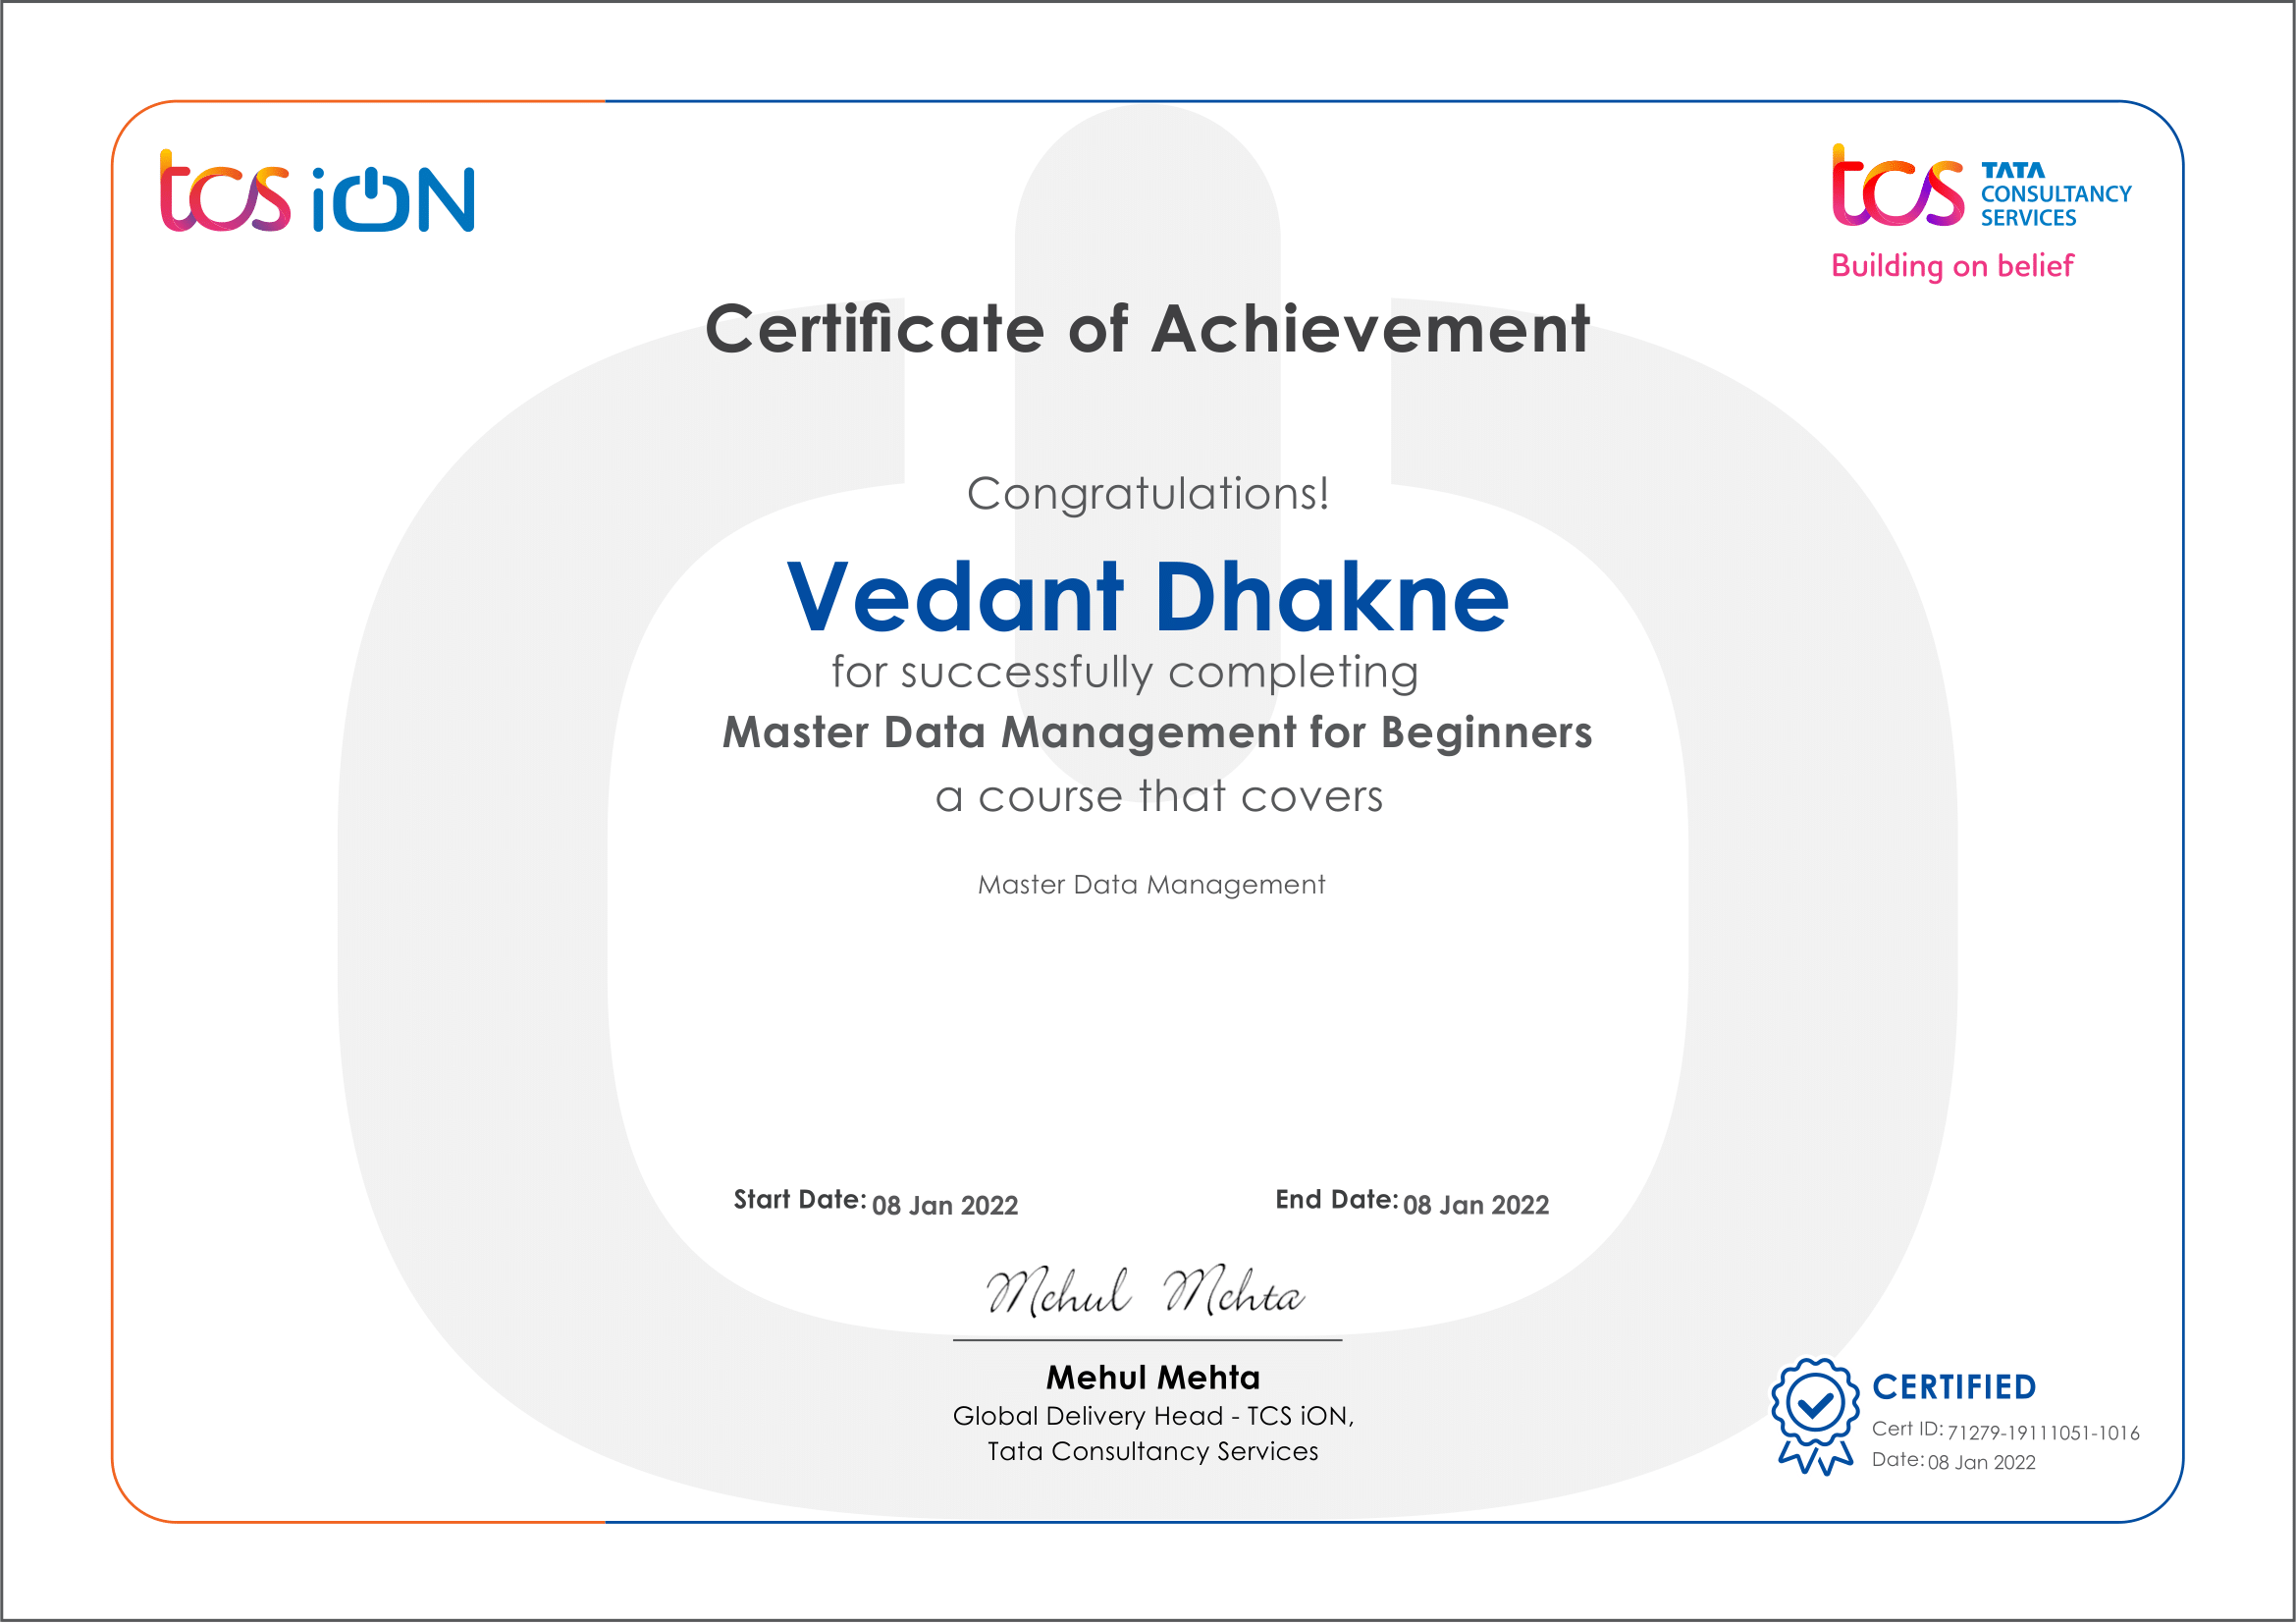 tcs iON
tcs TATA
CONSULTANCY
SERVICES
Building on belief
Certificate of Achievement
Congratulations!
Vedant Dhakne
for successfully completing
Master Data Management for Beginners
a course that covers
Master Data Management
Start Date: 08 Jan 2022 End Date: 08 Jan 2022
Mehul Mehta
Mehul Mehta
Global Delivery Head - TCS iON,
Tata Consultancy Services
CERTIFIED
Cert ID: 71279-19111051-1016
Date: 08 Jan 2022